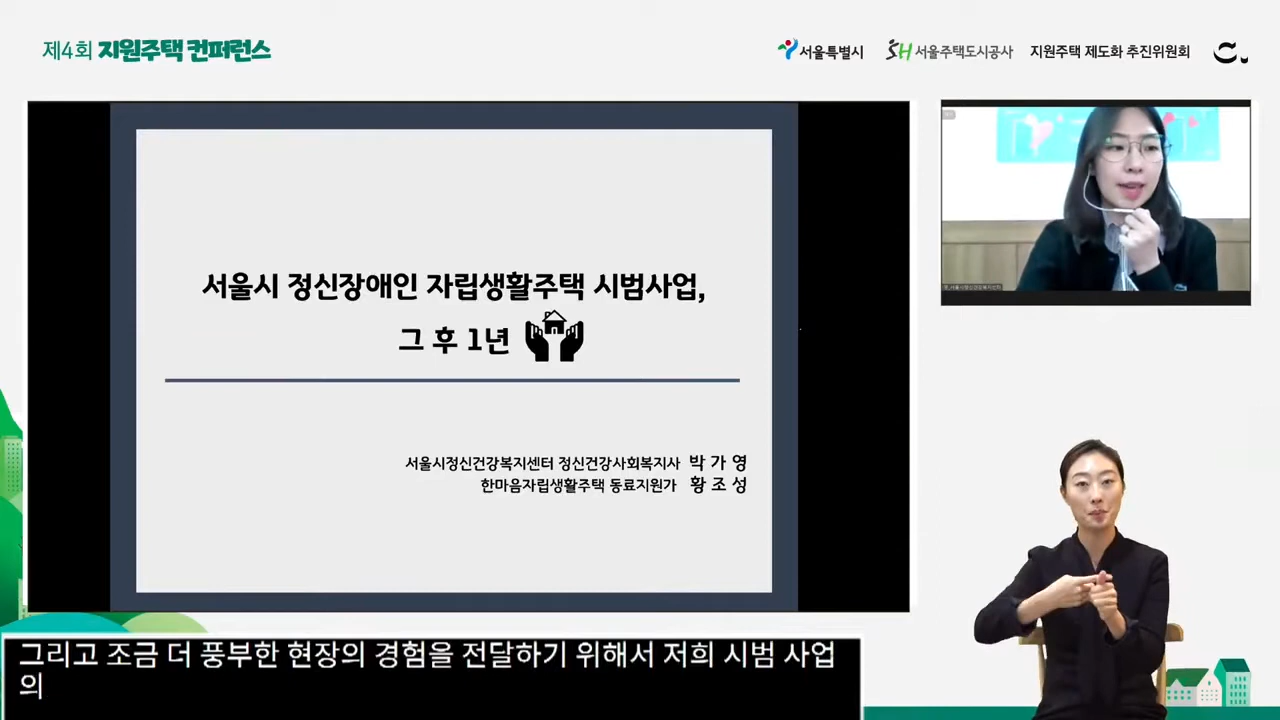 제4회 지원주택 컨퍼런스
서울특별시 SH 서울주택도시공사 지원주택 제도화 추진위원회
서울시 정신장애인 자립생활주택 시범사업,
그 후 1년
서울시정신건강복지센터 정신건강사회복지사 박 가 영
한마음자립생활주택 동료지원가 황 조 성
그리고 조금 더 풍부한 현장의 경험을 전달하기 위해서 저희 시범 사업
의